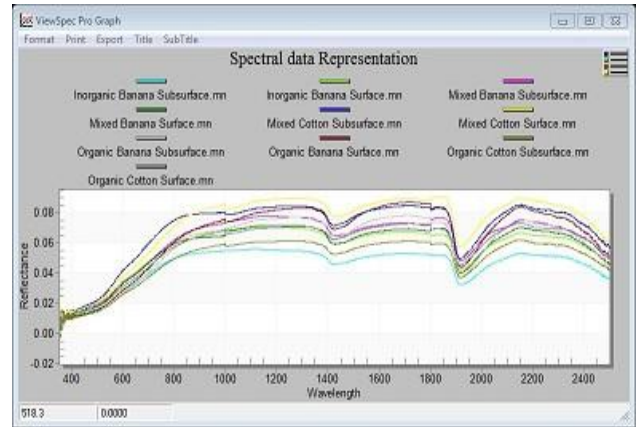 ViewSpec Pro Graph
Format Print Export Title SubTitle
Spectral data Representation
Inorganic Banana Subsurface.mn
Inorganic Banana Surface.mn
Mixed Banana Subsurface.mn
Mixed Banana Surface.mn
Mixed Cotton Subsurface.mn
Mixed Cotton Surface.mn
Organic Banana Subsurface.mn
Organic Banana Surface.mn
Organic Cotton Subsurface.mn
Organic Cotton Surface.mn
0.08
0.06
0.04
0.02
0.00
-0.02
Reflectance
400 600 800 1000 1200 1400 1600 1800 2000 2200 2400
Wavelength
518.3 0.0000